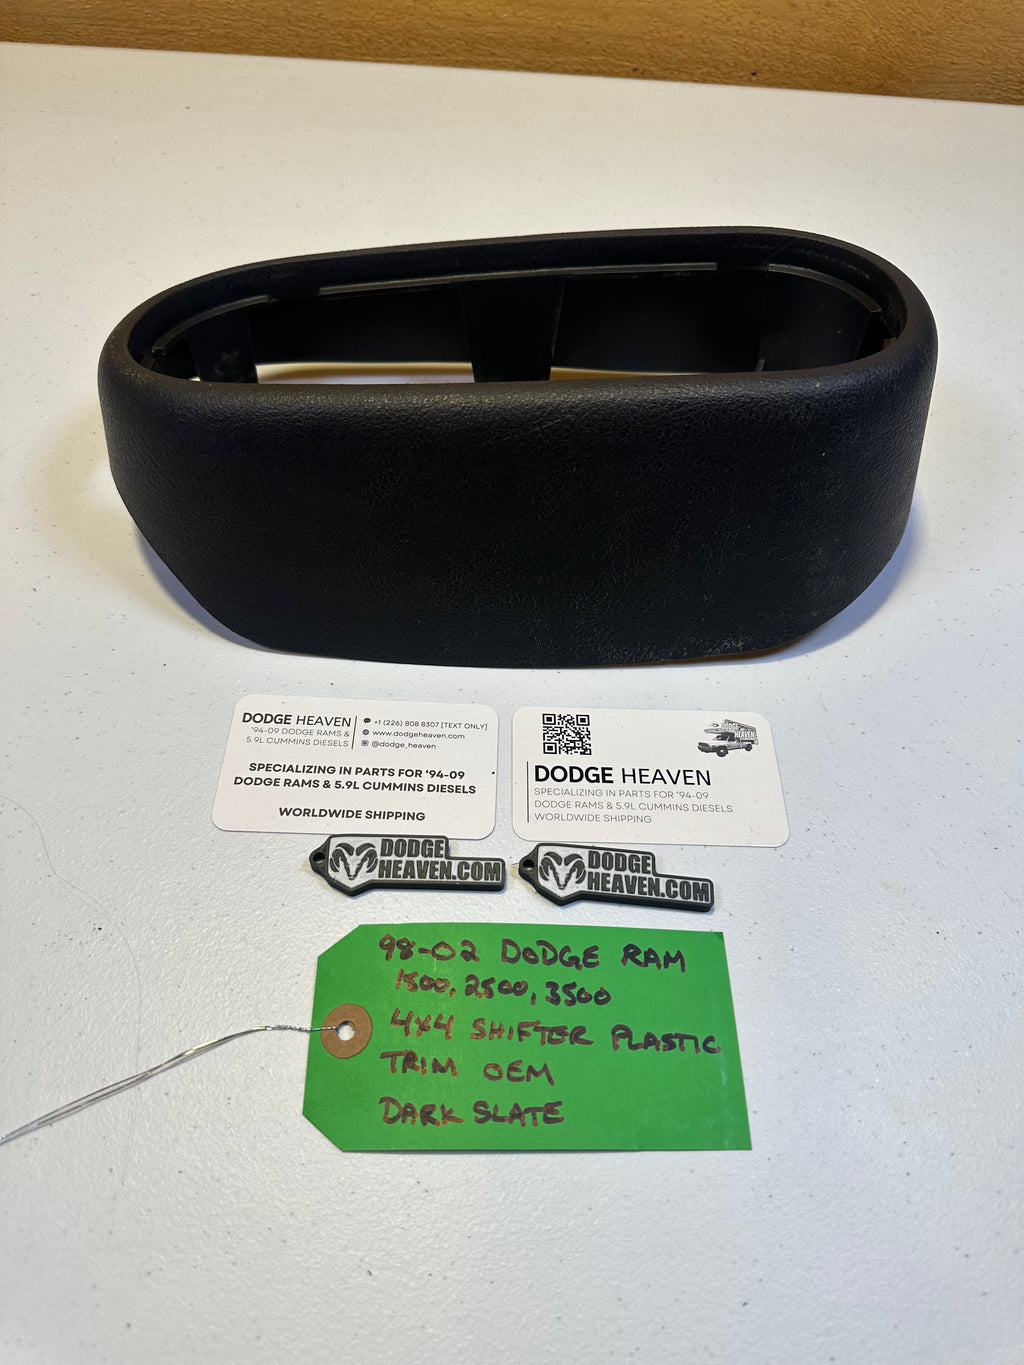 DODGE HEAVEN
'94-09 DODGE RAMS &
5.9L CUMMINS DIESELS
+1 (226) 808 8307 [TEXT ONLY]
www.dodgeheaven.com
@dodge_heaven
SPECIALIZING IN PARTS FOR '94-09
DODGE RAMS & 5.9L CUMMINS DIESELS
WORLDWIDE SHIPPING
DODGE
HEAVEN
DODGE HEAVEN
SPECIALIZING IN PARTS FOR '94-09
DODGE RAMS & 5.9L CUMMINS DIESELS
WORLDWIDE SHIPPING
DODGE
HEAVEN.COM
DODGE
HEAVEN.COM
98-02 DODGE RAM
1500, 2500, 3500
4x4 SHIFTER PLASTIC
TRIM OEM
DARK SLATE